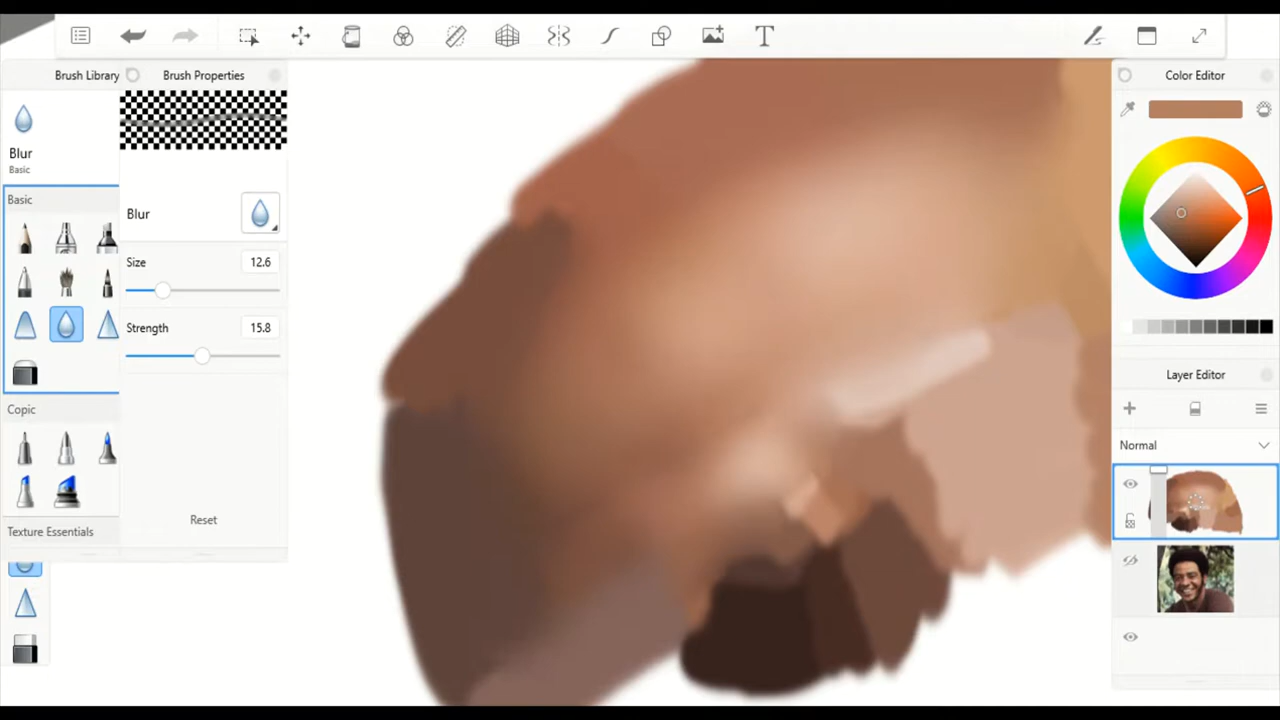 T
Brush Library
Brush Properties
Color Editor
Blur
Basic
Basic
Blur
Size
12.6
Strength
15.8
Layer Editor
Copic
Normal
Reset
Texture Essentials